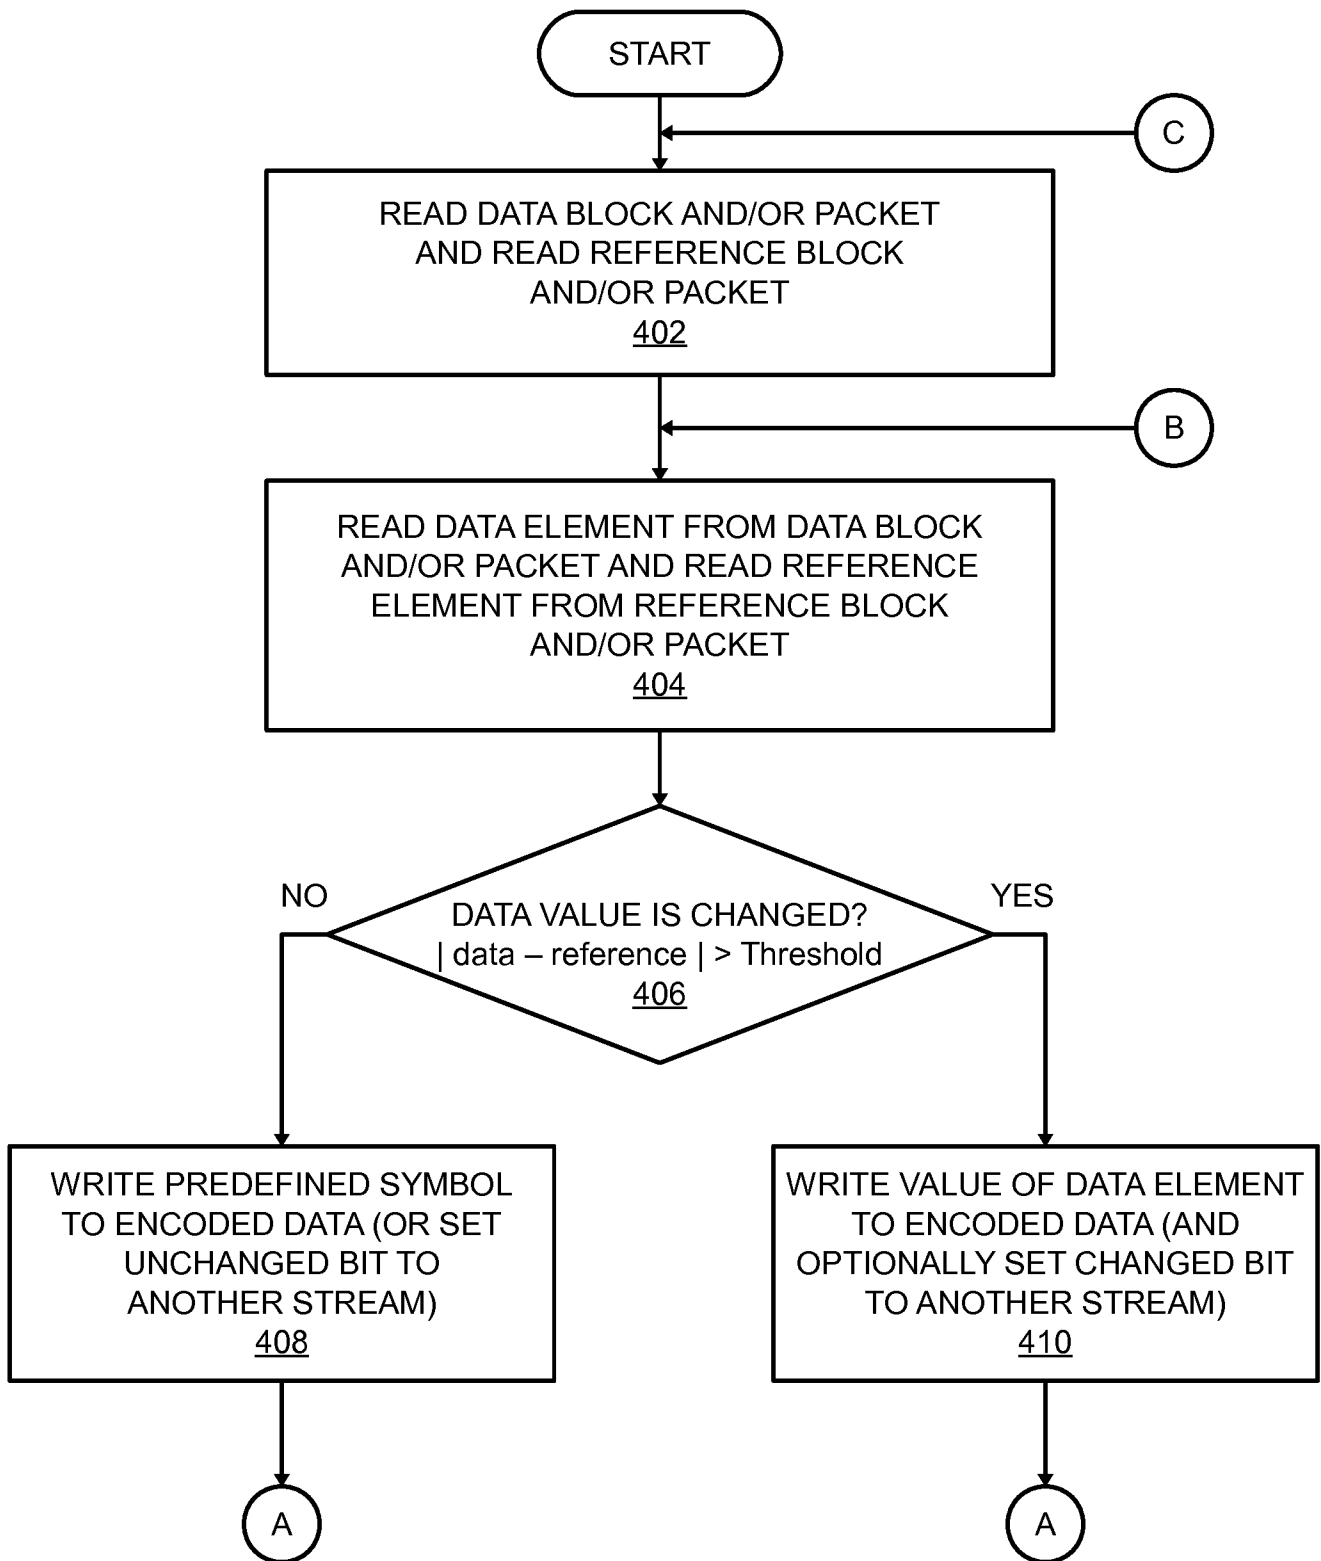 START
C
READ DATA BLOCK AND/OR PACKET
AND READ REFERENCE BLOCK
AND/OR PACKET
402
B
READ DATA ELEMENT FROM DATA BLOCK
AND/OR PACKET AND READ REFERENCE
ELEMENT FROM REFERENCE BLOCK
AND/OR PACKET
404
NO
YES
DATA VALUE IS CHANGED?
| data – reference | > Threshold
406
WRITE PREDEFINED SYMBOL
TO ENCODED DATA (OR SET
UNCHANGED BIT TO
ANOTHER STREAM)
408
WRITE VALUE OF DATA ELEMENT
TO ENCODED DATA (AND
OPTIONALLY SET CHANGED BIT
TO ANOTHER STREAM)
410
A
A